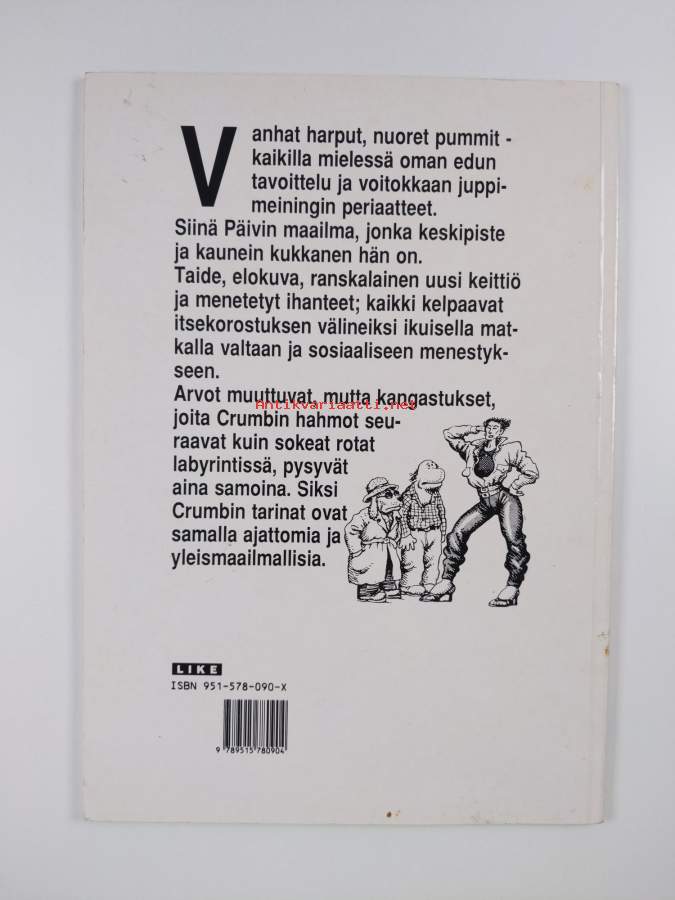 Vanhat harput, nuoret pummit -
kaikilla mielessä oman edun
tavoittelu ja voitokkaan juppi-
meiningin periaatteet.
Siinä Päivin maailma, jonka keskipiste
ja kaunein kukkanen hän on.
Taide, elokuva, ranskalainen uusi keittiö
ja menetetyt ihanteet; kaikki kelpaavat
itsekorostuksen välineiksi ikuisella mat-
kalla valtaan ja sosiaaliseen menestyk-
seen.
Arvot muuttuvat, mutta kangastukset,
Antikvariaatti.net
joita Crumbin hahmot seu-
raavat kuin sokeat rotat
labyrintissä, pysyvät
aina samoina. Siksi
Crumbin tarinat ovat
samalla ajattomia ja
yleismaailmallisia.
LIKE
ISBN 951-578-090-X
9 789515 780904